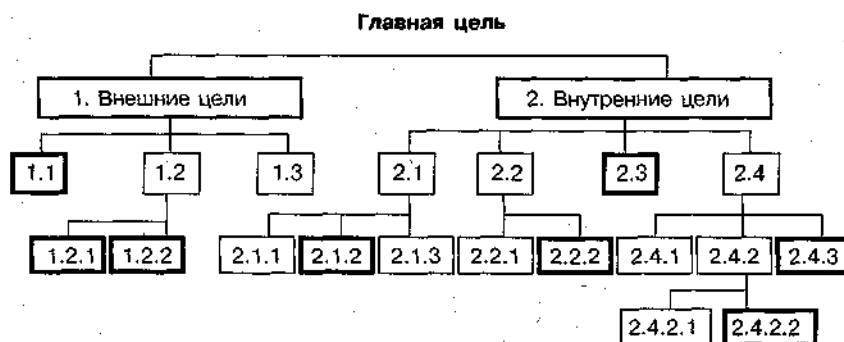 Главная цель
1. Внешние цели 2. Внутренние цели
1.1 1.2 1.3 2.1 2.2 2.3 2.4
1.2.1 1.2.2 2.1.1 2.1.2 2.1.3 2.2.1 2.2.2 2.4.1 2.4.2 2.4.3
2.4.2.1 2.4.2.2